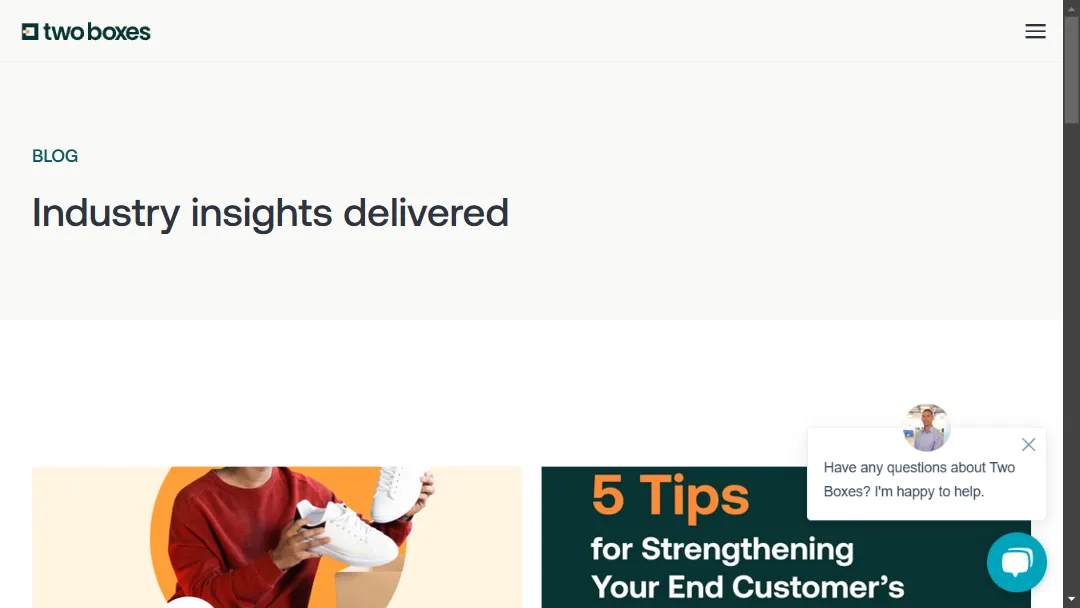 two boxes
BLOG
Industry insights delivered
5 Tips
for Strengthening
Your End Customer's
Have any questions about Two
Boxes? I'm happy to help.